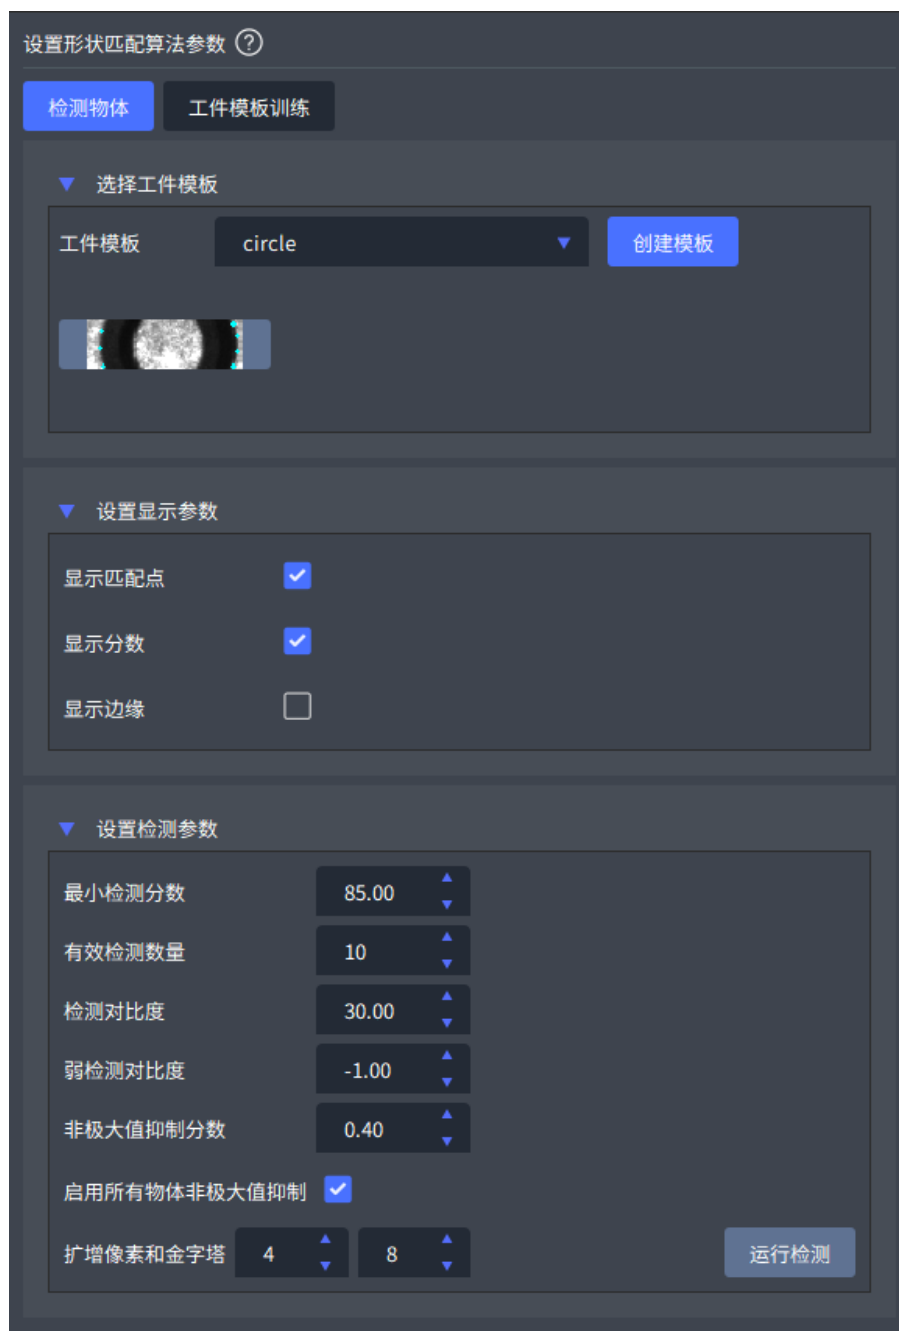 设置形状匹配算法参数 ?
检测物体 工件模板训练
选择工件模板
工件模板 circle 创建模板
设置显示参数
显示匹配点
显示分数
显示边缘
设置检测参数
最小检测分数 85.00
有效检测数量 10
检测对比度 30.00
弱检测对比度 -1.00
非极大值抑制分数 0.40
启用所有物体非极大值抑制
扩增像素和金字塔 4 8 运行检测